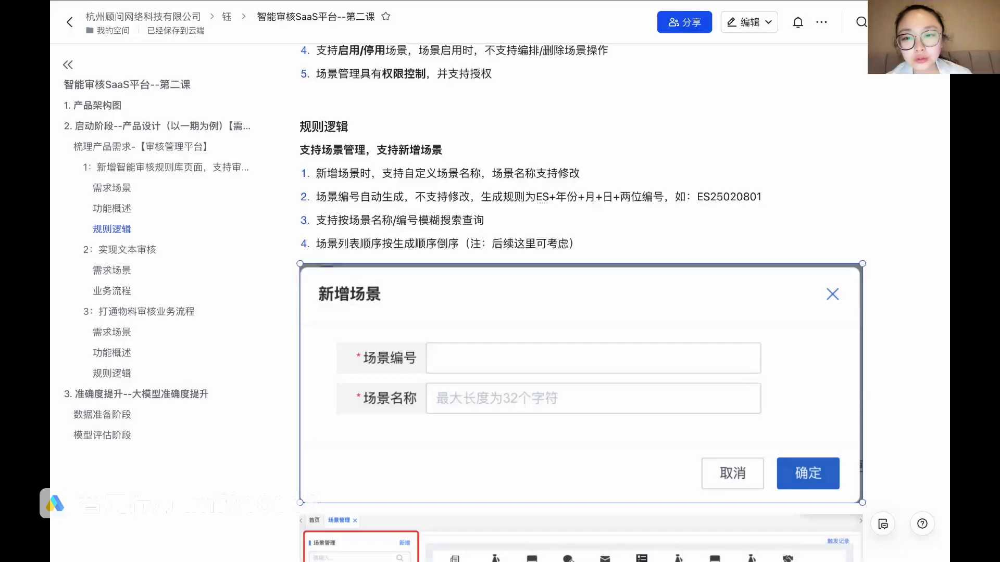 杭州顾问网络科技有限公司 > 钰 > 智能审核SaaS平台--第二课
我的空间 已经保存到云端
分享
编辑
智能审核SaaS平台--第二课
1. 产品架构图
2. 启动阶段--产品设计（以一期为例）【需...
梳理产品需求-【审核管理平台】
1：新增智能审核规则库页面，支持审...
需求场景
功能概述
规则逻辑
2：实现文本审核
需求场景
业务流程
3：打通物料审核业务流程
需求场景
功能概述
规则逻辑
3. 准确度提升--大模型准确度提升
数据准备阶段
模型评估阶段
4. 支持启用/停用场景，场景启用时，不支持编排/删除场景操作
5. 场景管理具有权限控制，并支持授权
规则逻辑
支持场景管理，支持新增场景
1. 新增场景时，支持自定义场景名称，场景名称支持修改
2. 场景编号自动生成，不支持修改，生成规则为ES+年份+月+日+两位编号，如：ES25020801
3. 支持按场景名称/编号模糊搜索查询
4. 场景列表顺序按生成顺序倒序（注：后续这里可考虑）
新增场景
*场景编号
*场景名称 最大长度为32个字符
取消 确定
首页 场景管理
场景管理 新增
触发记录
请输入...